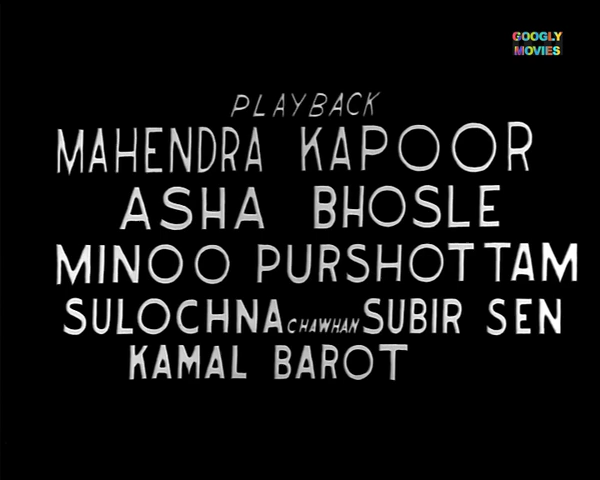 GOOGLY
MOVIES
PLAYBACK
MAHENDRA KAPOOR
ASHA BHOSLE
MINOO PURSHOTTAM
SULOCHNA CHAWHAN SUBIR SEN
KAMAL BAROT